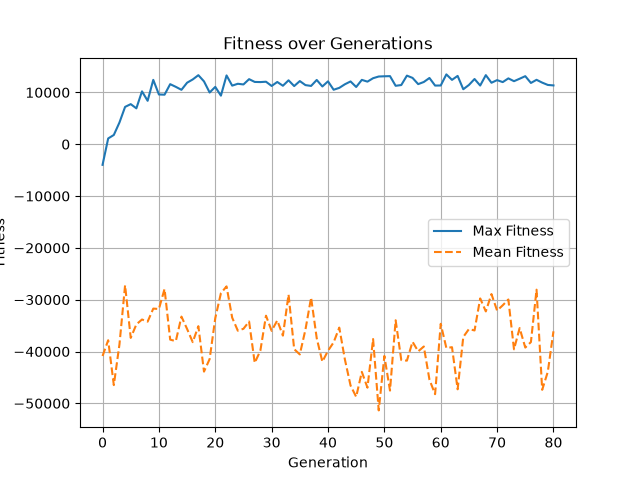 Fitness over Generations
10000
0
−10000
−20000
−30000
−40000
−50000
Max Fitness
Mean Fitness
0 10 20 30 40 50 60 70 80
Generation